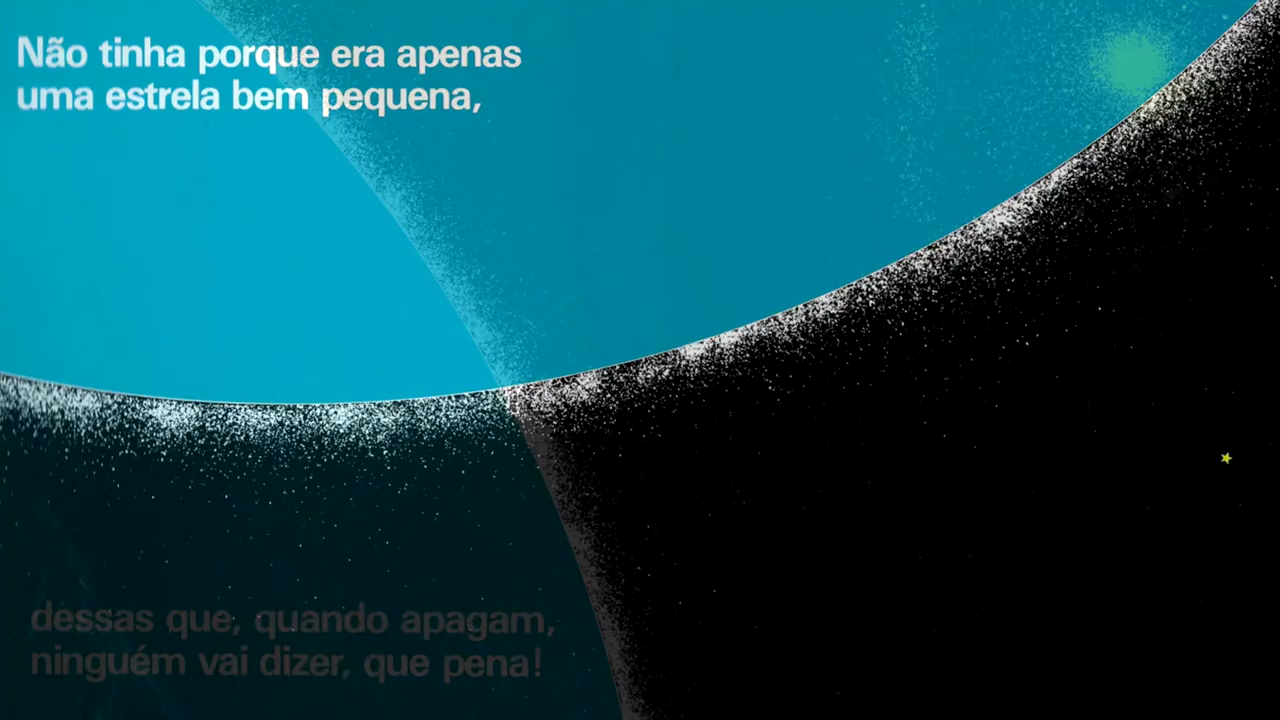 Não tinha porque era apenas
uma estrela bem pequena,
dessas que, quando apagam,
ninguém vai dizer, que pena!